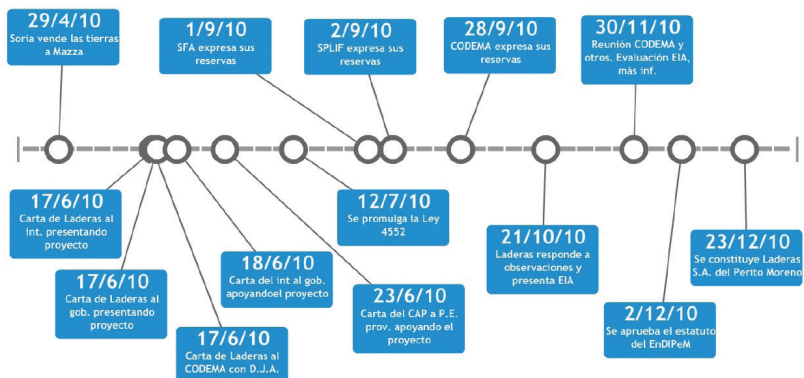 29/4/10
Soria vende las tierras
a Mazza
1/9/10
SFA expresa sus
reservas
2/9/10
SPLIF expresa sus
reservas
28/9/10
CODEMA expresa sus
reservas
30/11/10
Reunión CODEMA y
otros. Evaluación EIA,
más inf.
17/6/10
Carta de Laderas al
int. presentando
proyecto
17/6/10
Carta de Laderas al
gob. presentando
proyecto
17/6/10
Carta de Laderas al
CODEMA con D.J.A.
18/6/10
Carta del int al gob.
apoyandoel proyecto
23/6/10
Carta del CAP a P.E.
prov. apoyando el
proyecto
12/7/10
Se promulga la Ley
4552
21/10/10
Laderas responde a
observaciones y
presenta EIA
2/12/10
Se aprueba el estatuto
del EnDIPeM
23/12/10
Se constituye Laderas
S.A. del Perito Moreno